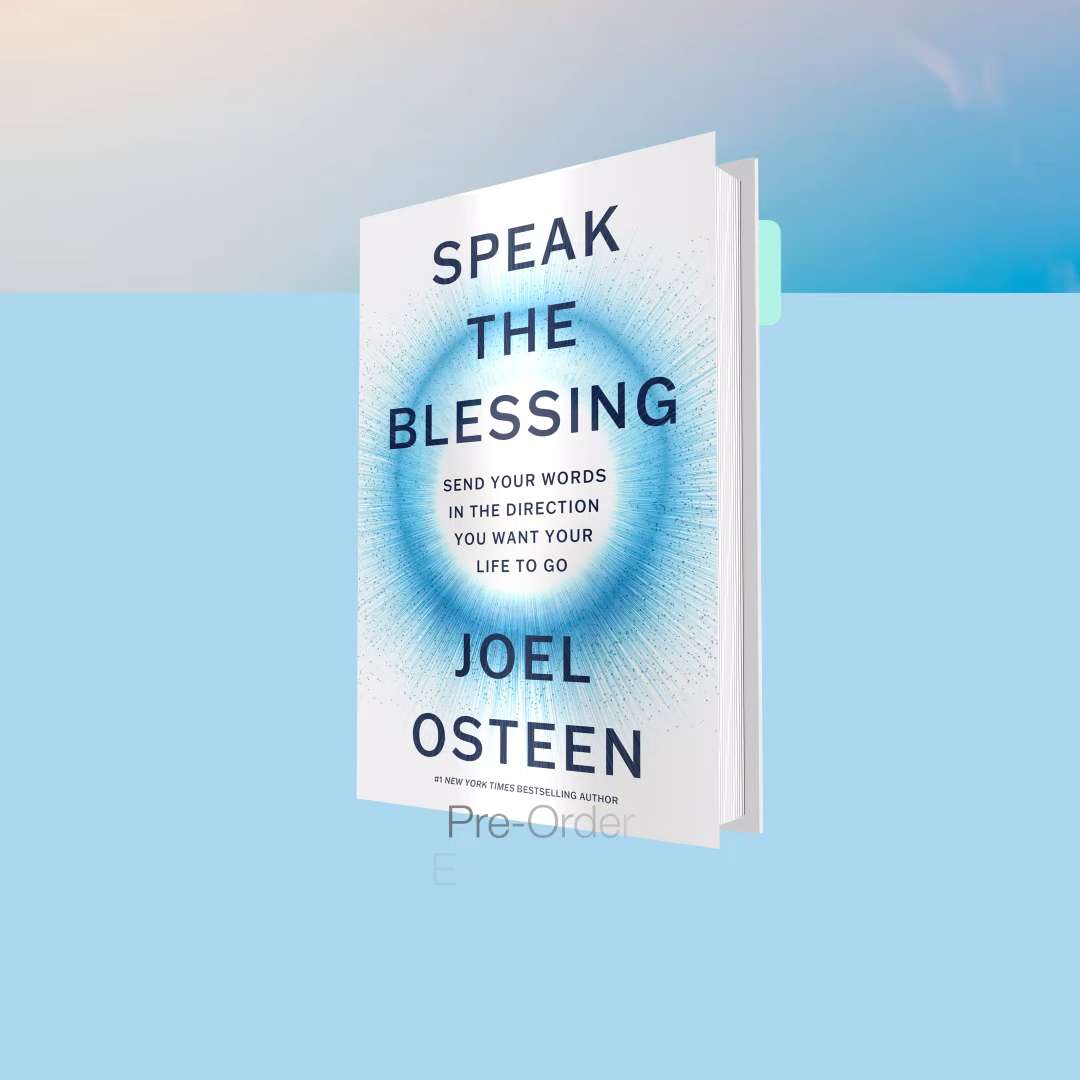 SPEAK
THE
BLESSING
SEND YOUR WORDS
IN THE DIRECTION
YOU WANT YOUR
LIFE TO GO
JOEL
OSTEEN
#1 NEW YORK TIMES BESTSELLING AUTHOR
Pre-Order
E